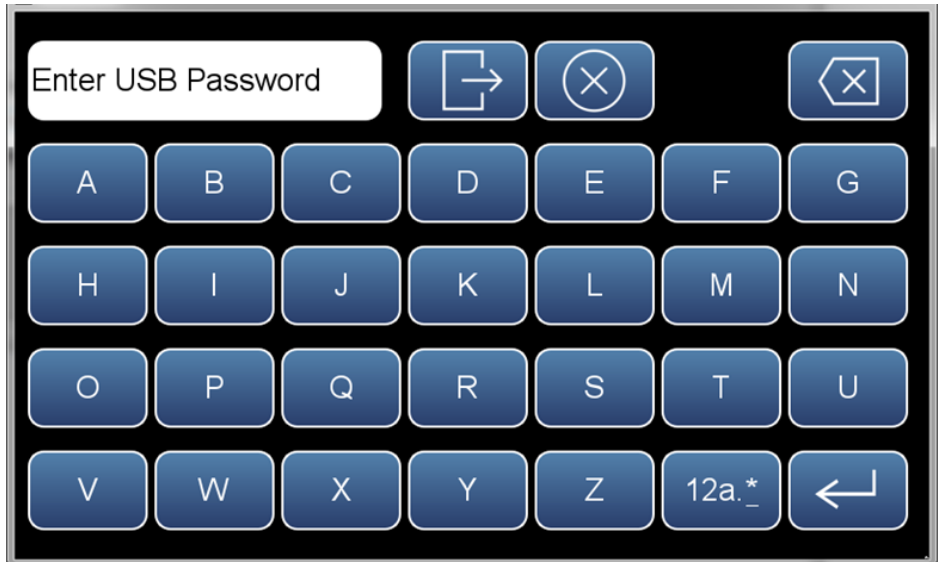 Enter USB Password
A B C D E F G
H I J K L M N
O P Q R S T U
V W X Y Z 12a.*_